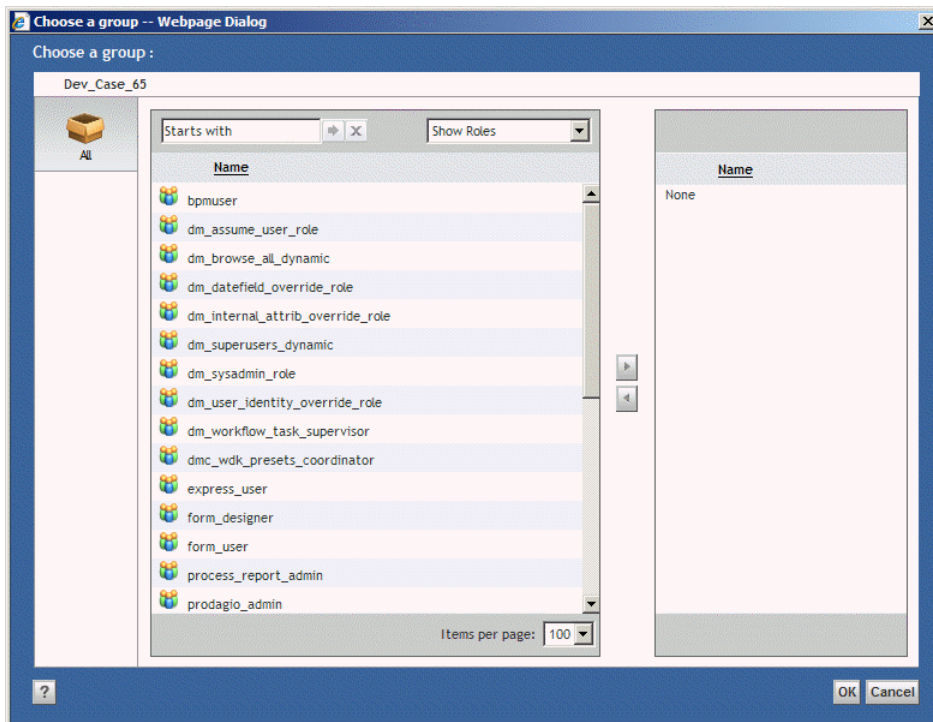 Choose a group -- Webpage Dialog
Choose a group :
Dev_Case_65
All
Starts with
Show Roles
Name
bpmuser
dm_assume_user_role
dm_browse_all_dynamic
dm_datefield_override_role
dm_internal_attrib_override_role
dm_superusers_dynamic
dm_sysadmin_role
dm_user_identity_override_role
dm_workflow_task_supervisor
dmc_wdk_presets_coordinator
express_user
form_designer
form_user
process_report_admin
prodagio_admin
Items per page: 100
Name
None
?
OK Cancel